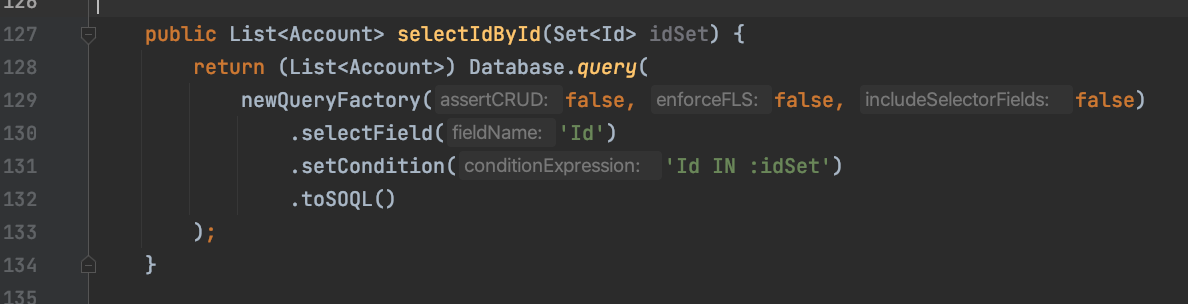 126
127 public List<Account> selectIdById(Set<Id> idSet) {
128 return (List<Account>) Database.query(
129 newQueryFactory( assertCRUD: false, enforceFLS: false, includeSelectorFields: false)
130 .selectField( fieldName: 'Id')
131 .setCondition( conditionExpression: 'Id IN :idSet')
132 .toSOQL()
133 );
134 }
135